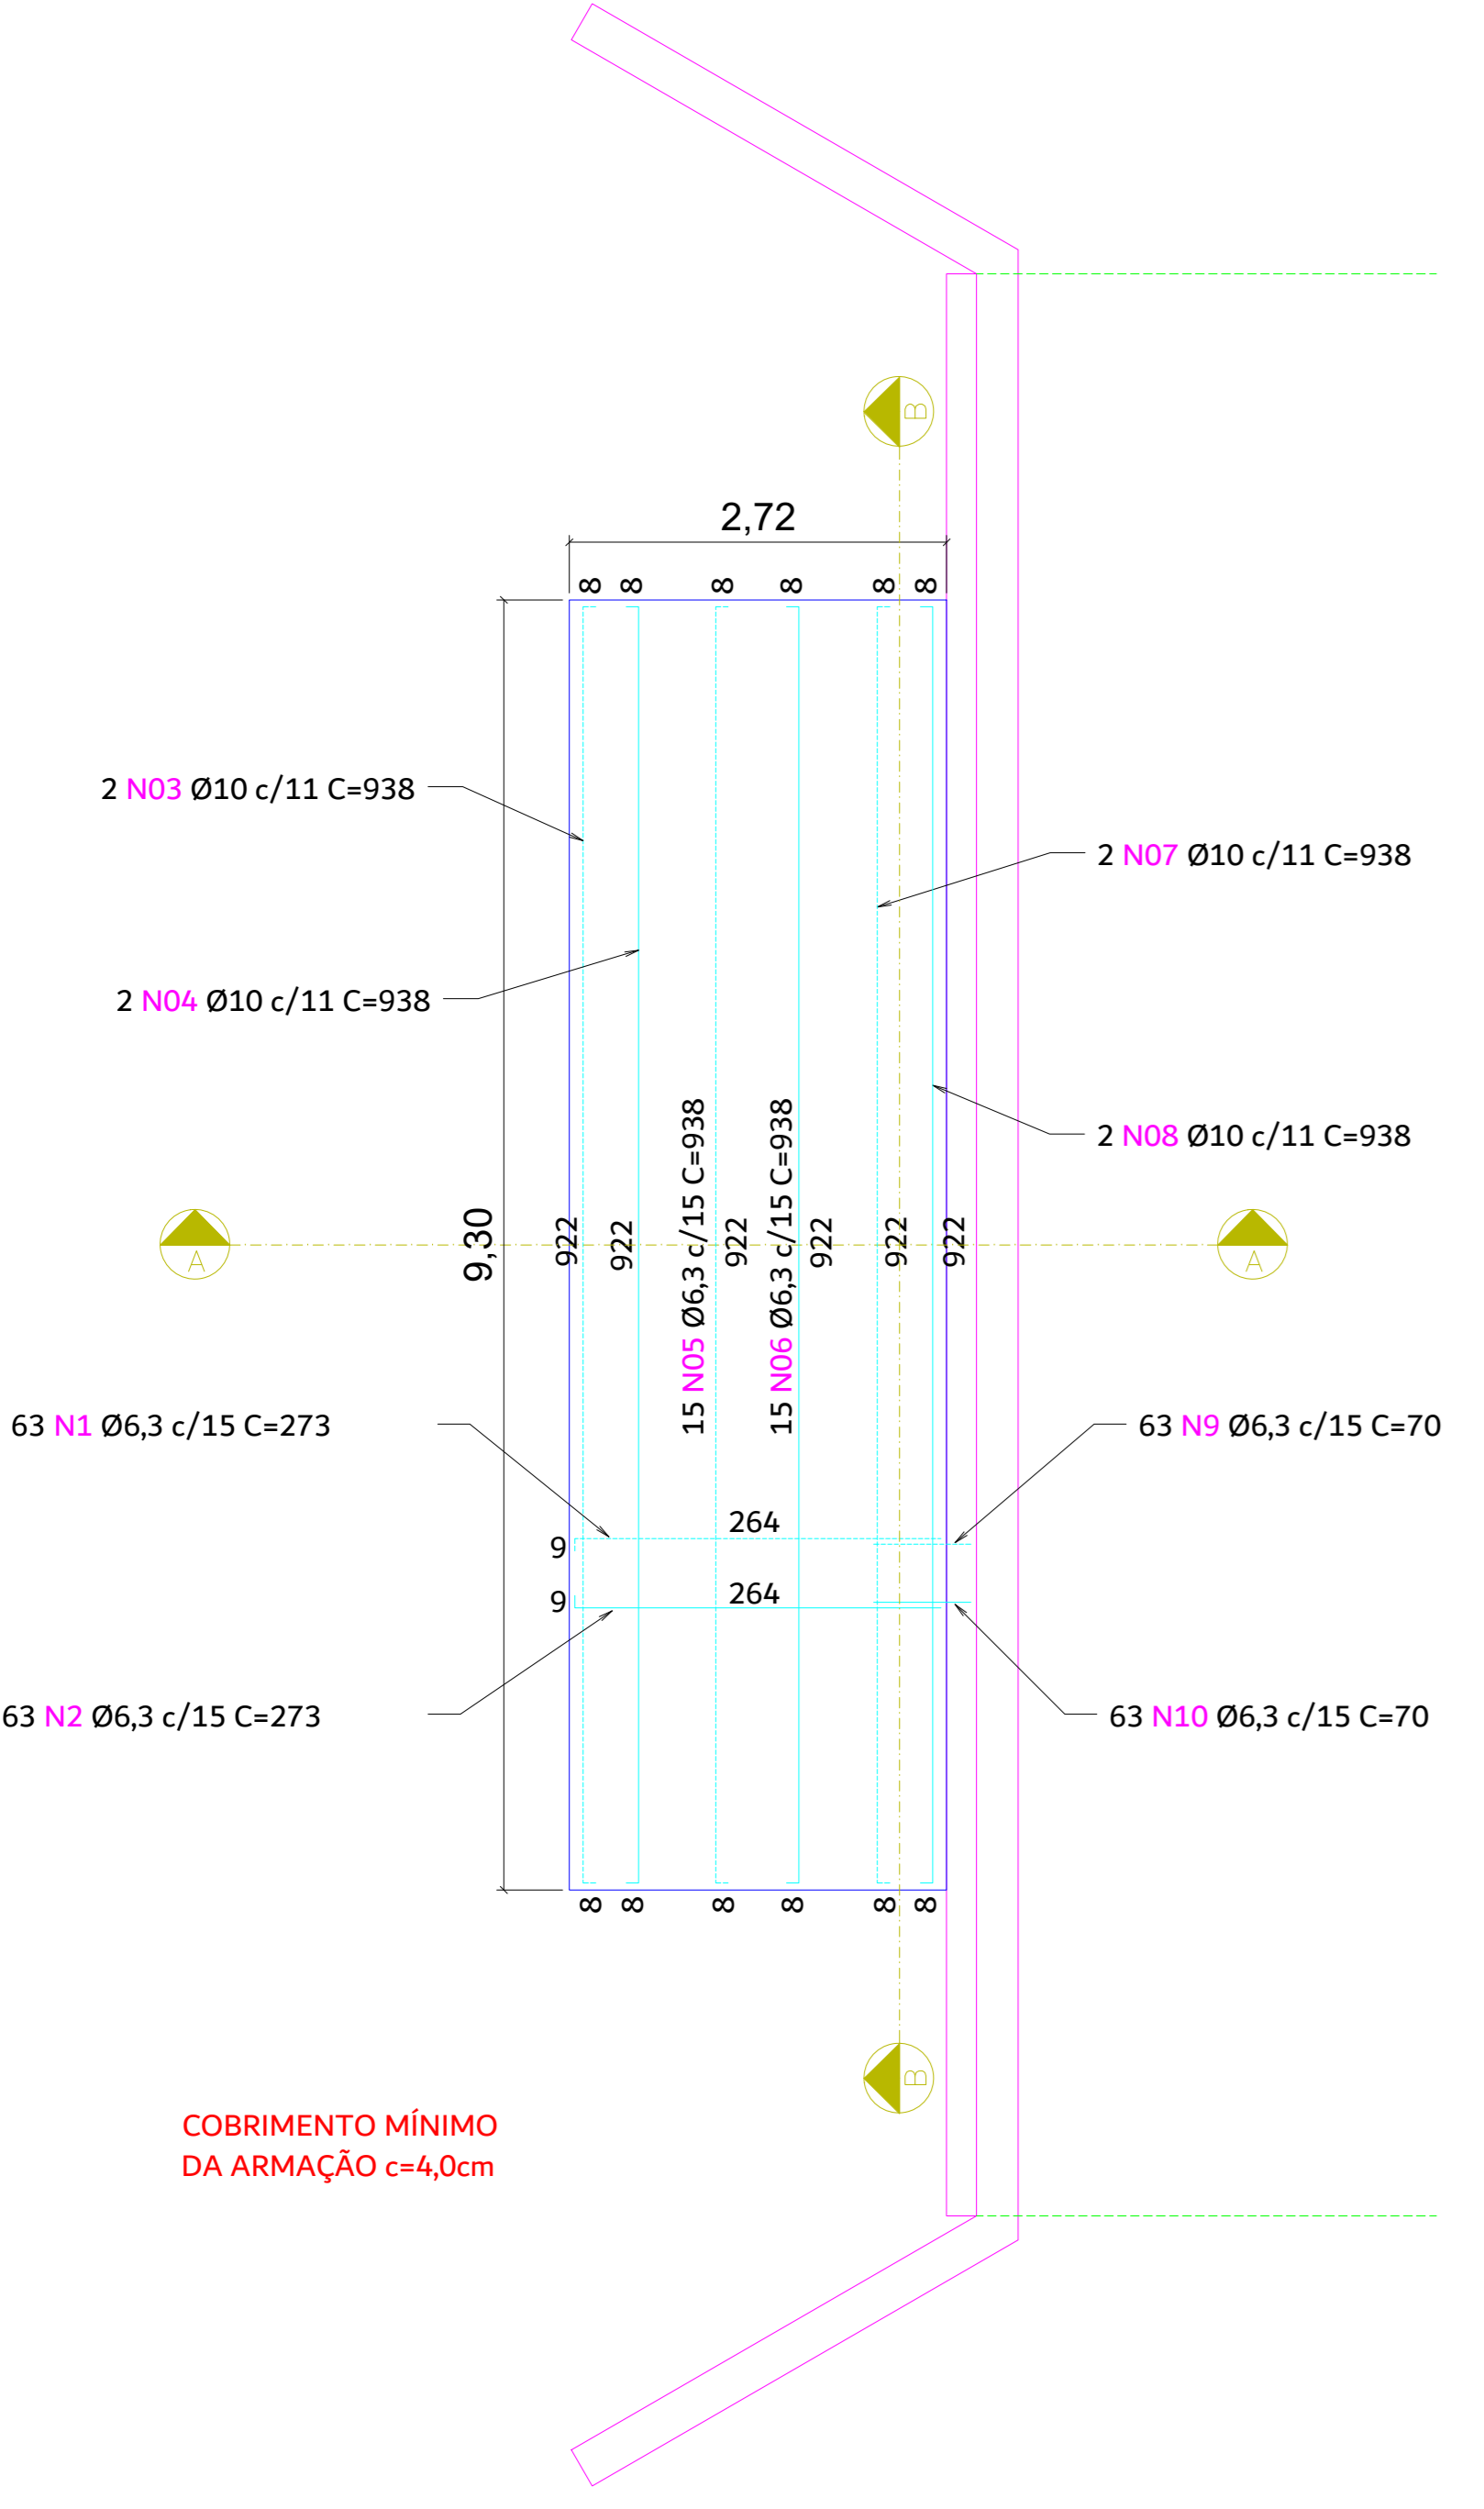 B
2,72
8 8 8 8 8 8
2 N03 Ø10 c/11 C=938
2 N07 Ø10 c/11 C=938
2 N04 Ø10 c/11 C=938
2 N08 Ø10 c/11 C=938
15 N05 Ø6,3 c/15 C=938
15 N06 Ø6,3 c/15 C=938
9,30
922 922 922 922 922 922
A
A
63 N1 Ø6,3 c/15 C=273
63 N9 Ø6,3 c/15 C=70
264
9
264
9
63 N2 Ø6,3 c/15 C=273
63 N10 Ø6,3 c/15 C=70
8 8 8 8 8 8
B
COBRIMENTO MÍNIMO
DA ARMAÇÃO c=4,0cm